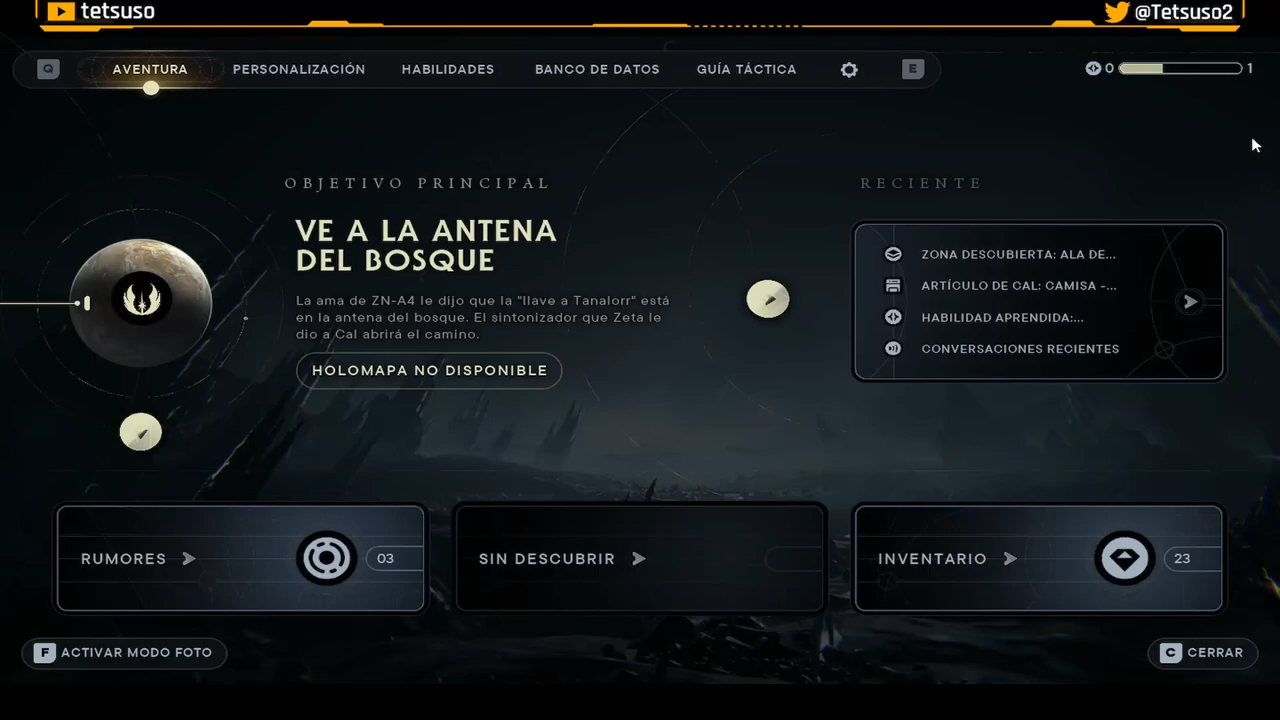 tetsuso
@Tetsuso2
Q
AVENTURA
PERSONALIZACIÓN
HABILIDADES
BANCO DE DATOS
GUÍA TÁCTICA
E
0
1
OBJETIVO PRINCIPAL
VE A LA ANTENA
DEL BOSQUE
La ama de ZN-A4 le dijo que la "llave a Tanalorr" está
en la antena del bosque. El sintonizador que Zeta le
dio a Cal abrirá el camino.
HOLOMAPA NO DISPONIBLE
RECIENTE
ZONA DESCUBIERTA: ALA DE...
ARTÍCULO DE CAL: CAMISA -...
HABILIDAD APRENDIDA:...
CONVERSACIONES RECIENTES
RUMORES
03
SIN DESCUBRIR
INVENTARIO
23
F ACTIVAR MODO FOTO
C CERRAR